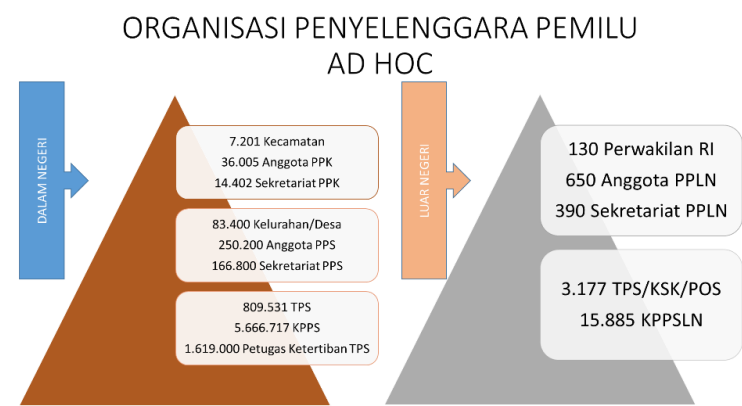 ORGANISASI PENYELENGGARA PEMILU
AD HOC
DALAM NEGERI
7.201 Kecamatan
36.005 Anggota PPK
14.402 Sekretariat PPK
83.400 Kelurahan/Desa
250.200 Anggota PPS
166.800 Sekretariat PPS
809.531 TPS
5.666.717 KPPS
1.619.000 Petugas Ketertiban TPS
LUAR NEGERI
130 Perwakilan RI
650 Anggota PPLN
390 Sekretariat PPLN
3.177 TPS/KSK/POS
15.885 KPPSLN